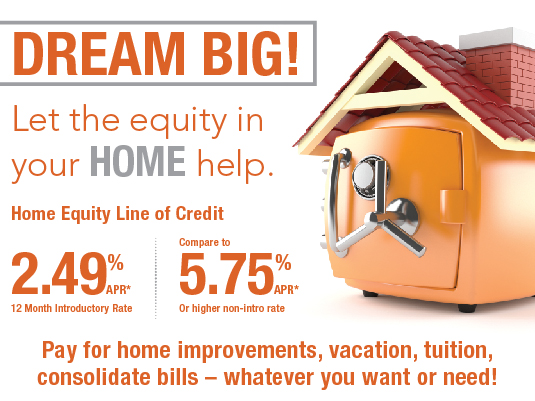 DREAM BIG!
Let the equity in
your HOME help.
Home Equity Line of Credit
2.49% APR*
12 Month Introductory Rate
Compare to
5.75% APR*
Or higher non-intro rate
Pay for home improvements, vacation, tuition,
consolidate bills – whatever you want or need!